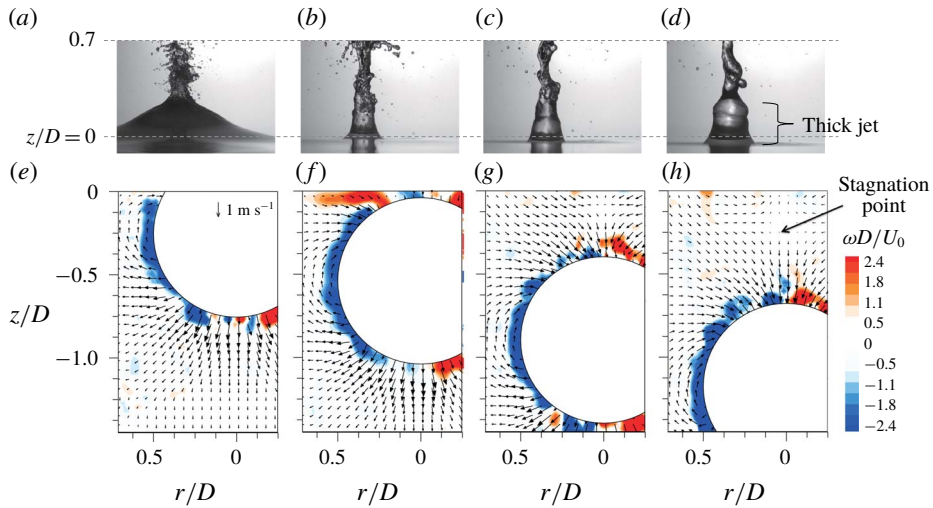 (a) (b) (c) (d)
0.7
z/D = 0
Thick jet
(e) (f) (g) (h)
0
1 m s⁻¹
Stagnation
point
ωD/U₀
2.4
1.8
1.1
0.5
0
−0.5
−1.1
−1.8
−2.4
−0.5
z/D
−1.0
0.5 0 0.5 0 0.5 0 0.5 0
r/D r/D r/D r/D